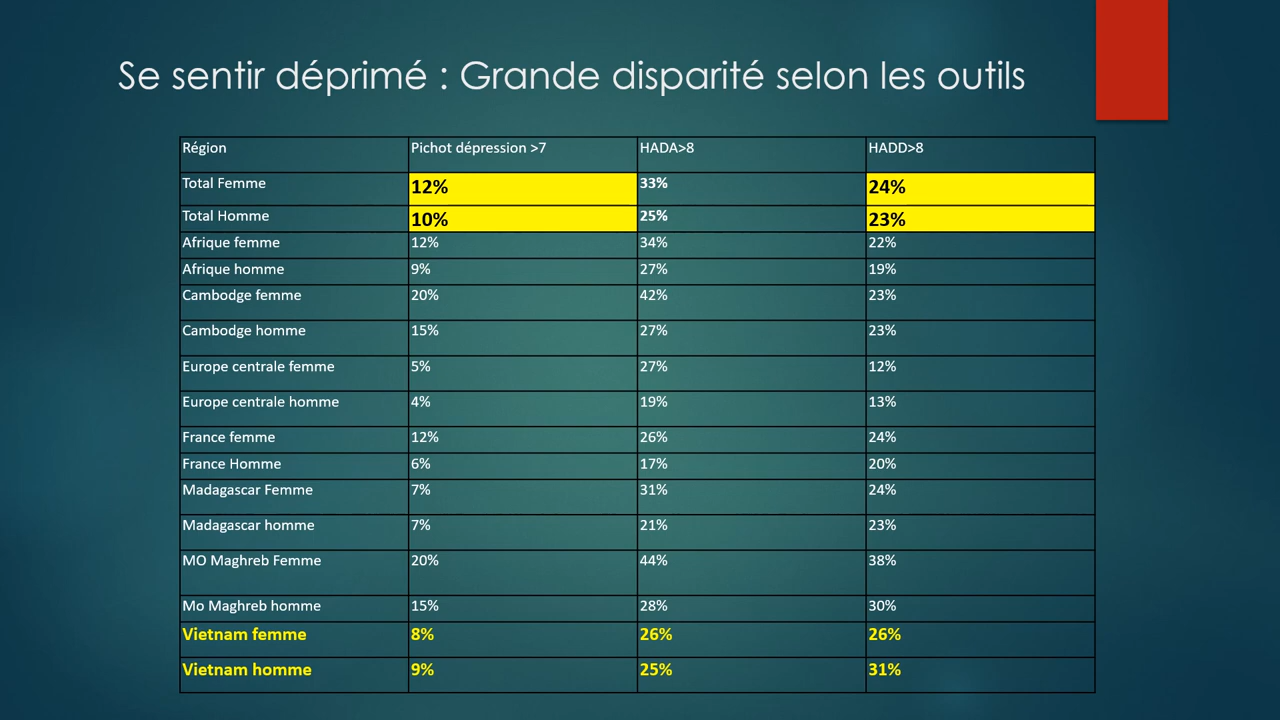 Se sentir déprimé : Grande disparité selon les outils
Région Pichot dépression >7 HADA>8 HADD>8
Total Femme 12% 33% 24%
Total Homme 10% 25% 23%
Afrique femme 12% 34% 22%
Afrique homme 9% 27% 19%
Cambodge femme 20% 42% 23%
Cambodge homme 15% 27% 23%
Europe centrale femme 5% 27% 12%
Europe centrale homme 4% 19% 13%
France femme 12% 26% 24%
France Homme 6% 17% 20%
Madagascar Femme 7% 31% 24%
Madagascar homme 7% 21% 23%
MO Maghreb Femme 20% 44% 38%
Mo Maghreb homme 15% 28% 30%
Vietnam femme 8% 26% 26%
Vietnam homme 9% 25% 31%